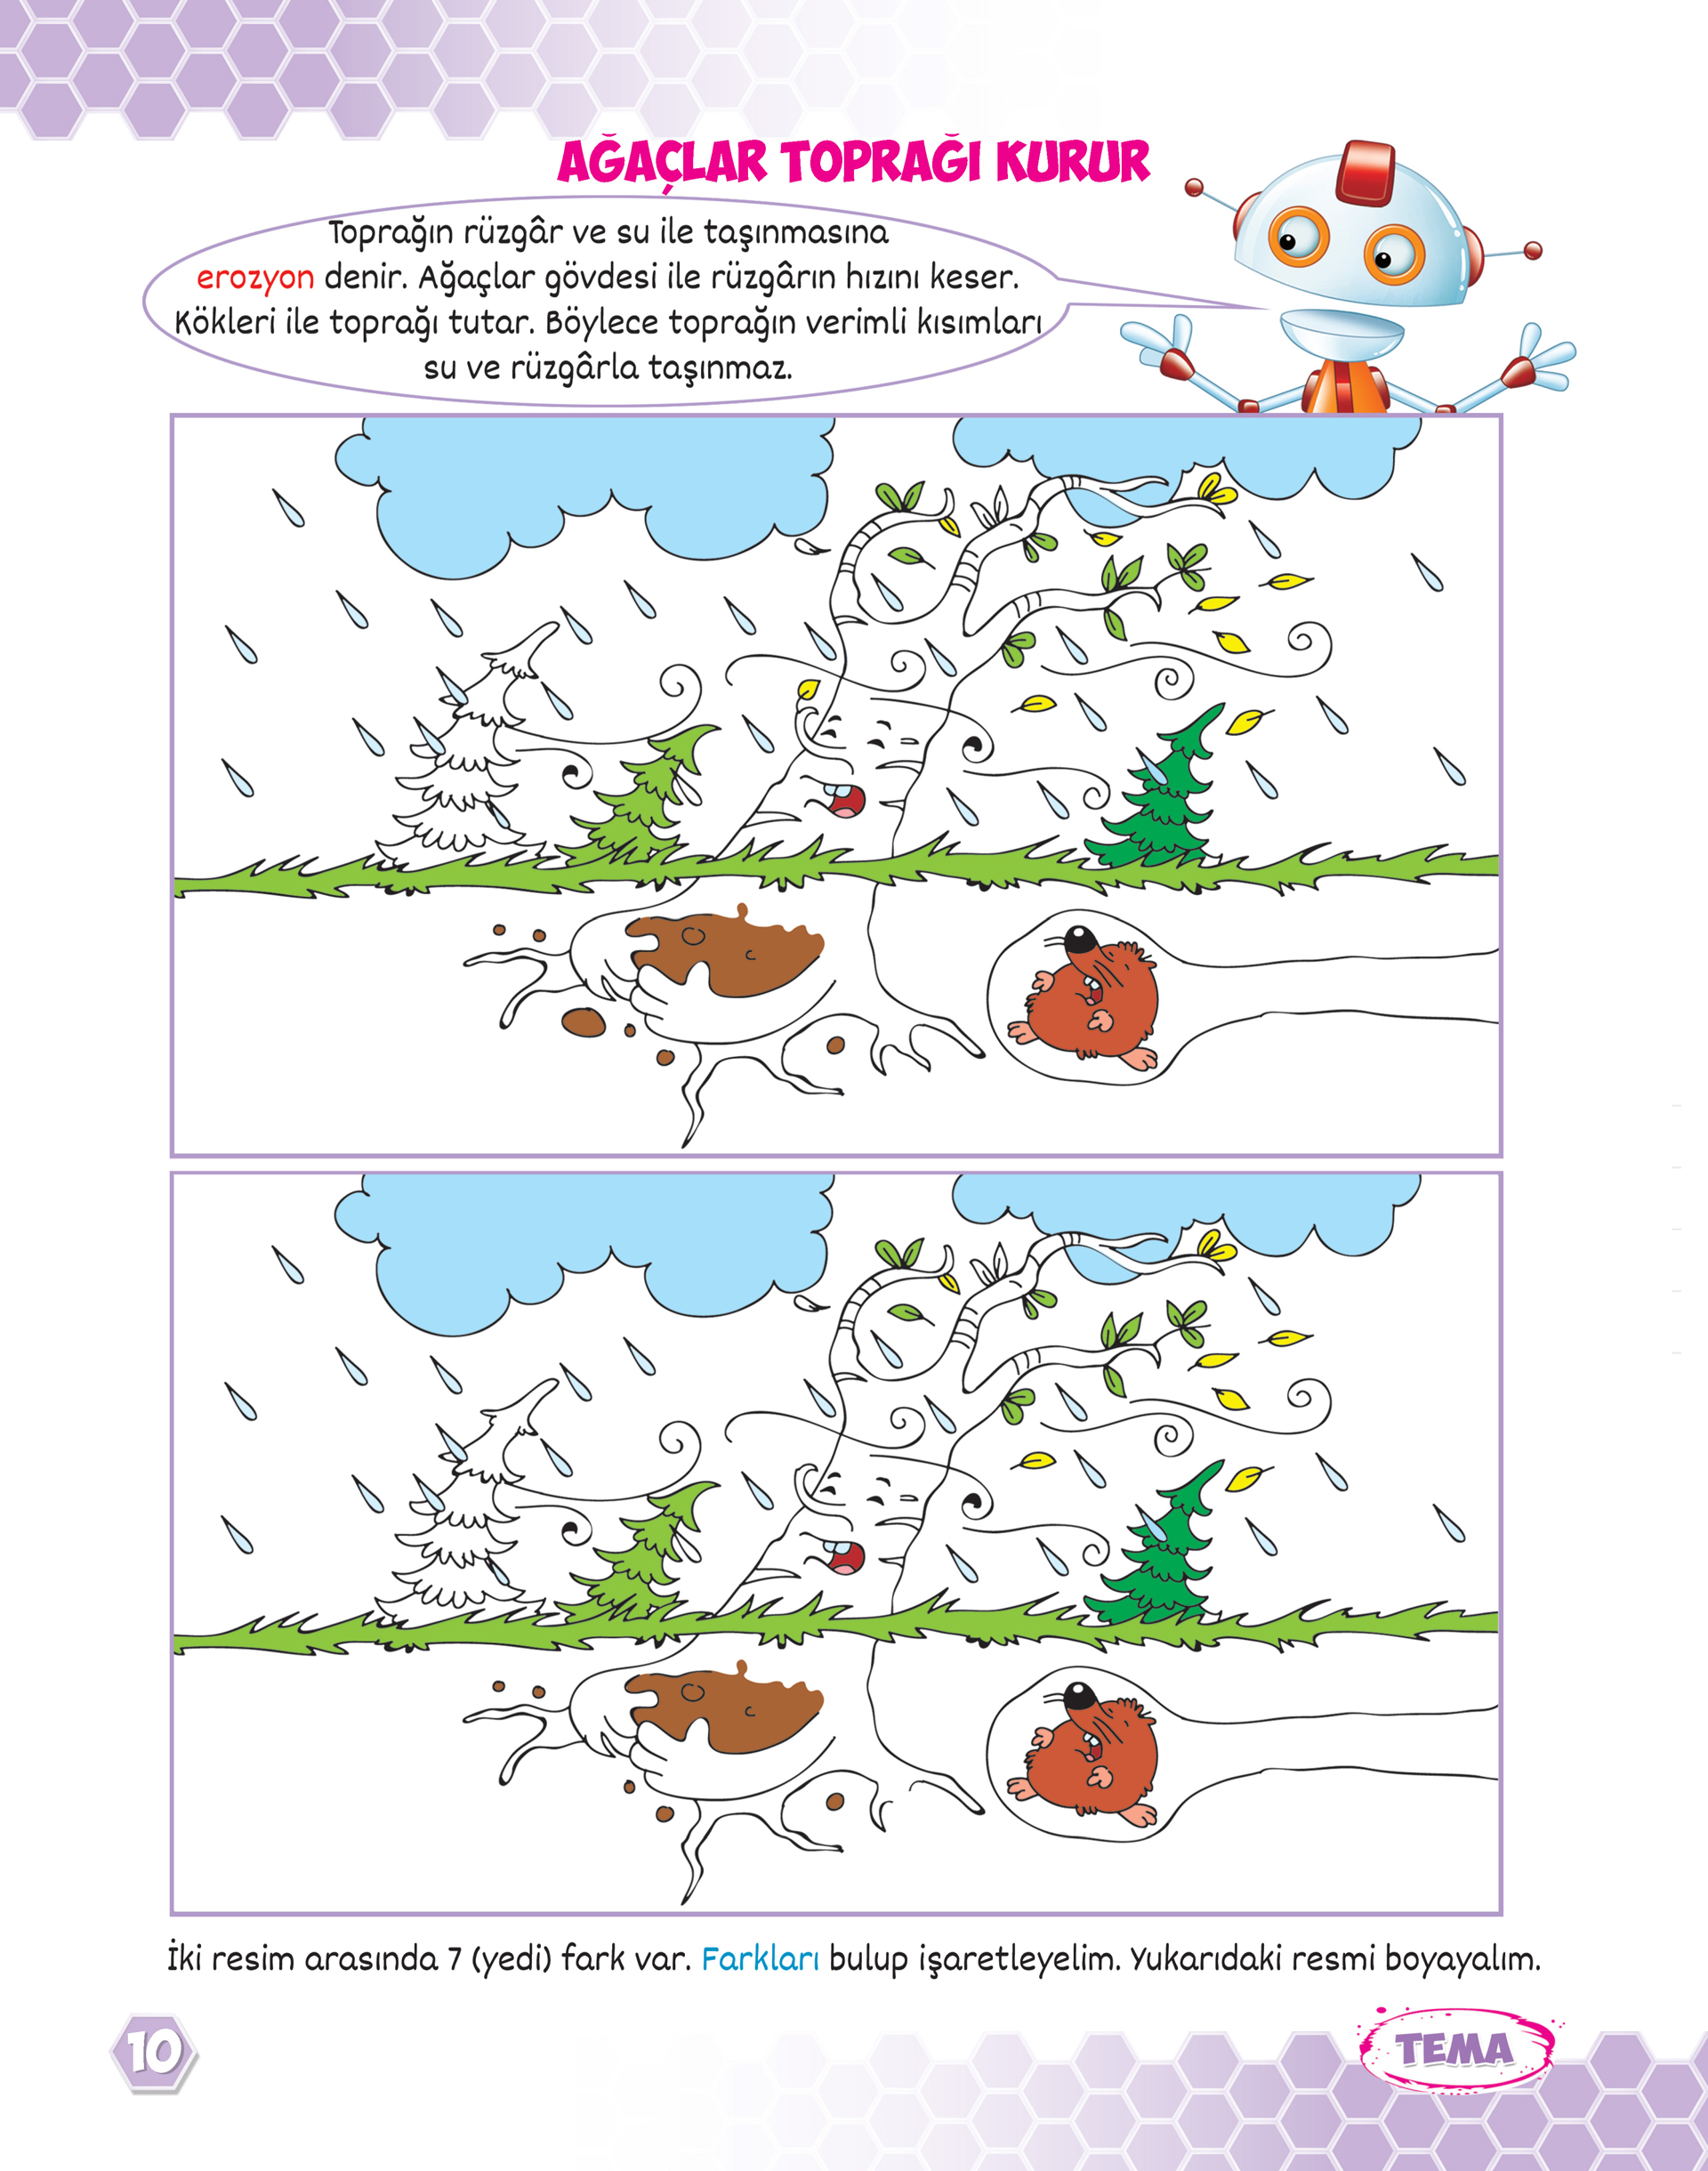 AĞAÇLAR TOPRAĞI KURUR
Toprağın rüzgâr ve su ile taşınmasına
erozyon denir. Ağaçlar gövdesi ile rüzgârın hızını keser.
Kökleri ile toprağı tutar. Böylece toprağın verimli kısımları
su ve rüzgârla taşınmaz.
İki resim arasında 7 (yedi) fark var. Farkları bulup işaretleyelim. Yukarıdaki resmi boyayalım.
10
TEMA